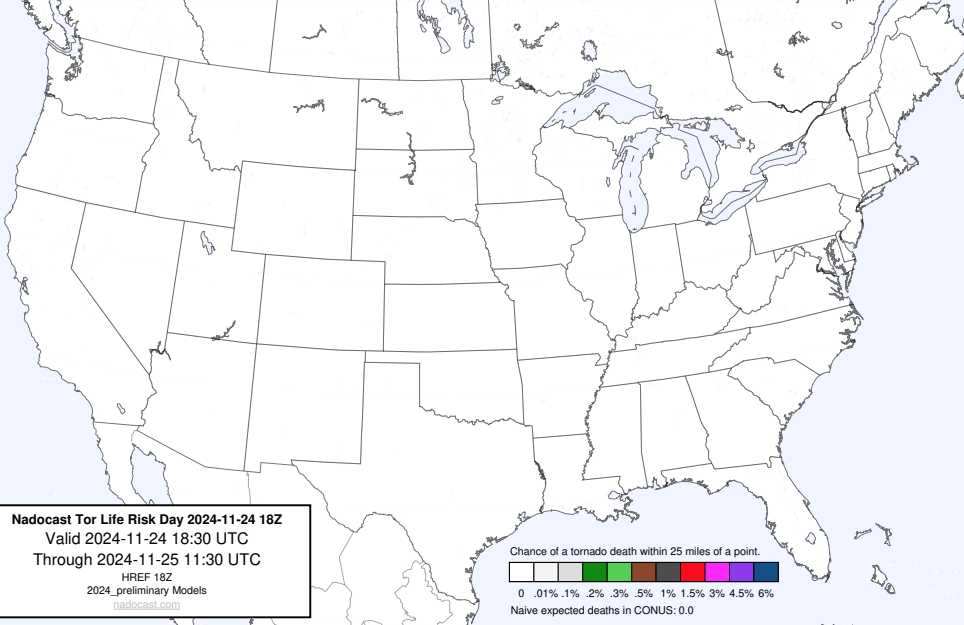 Nadocast Tor Life Risk Day 2024-11-24 18Z
Valid 2024-11-24 18:30 UTC
Through 2024-11-25 11:30 UTC
HREF 18Z
2024_preliminary Models
nadocast.com
Chance of a tornado death within 25 miles of a point.
0 .01% .1% .2% .3% .5% 1% 1.5% 3% 4.5% 6%
Naive expected deaths in CONUS: 0.0